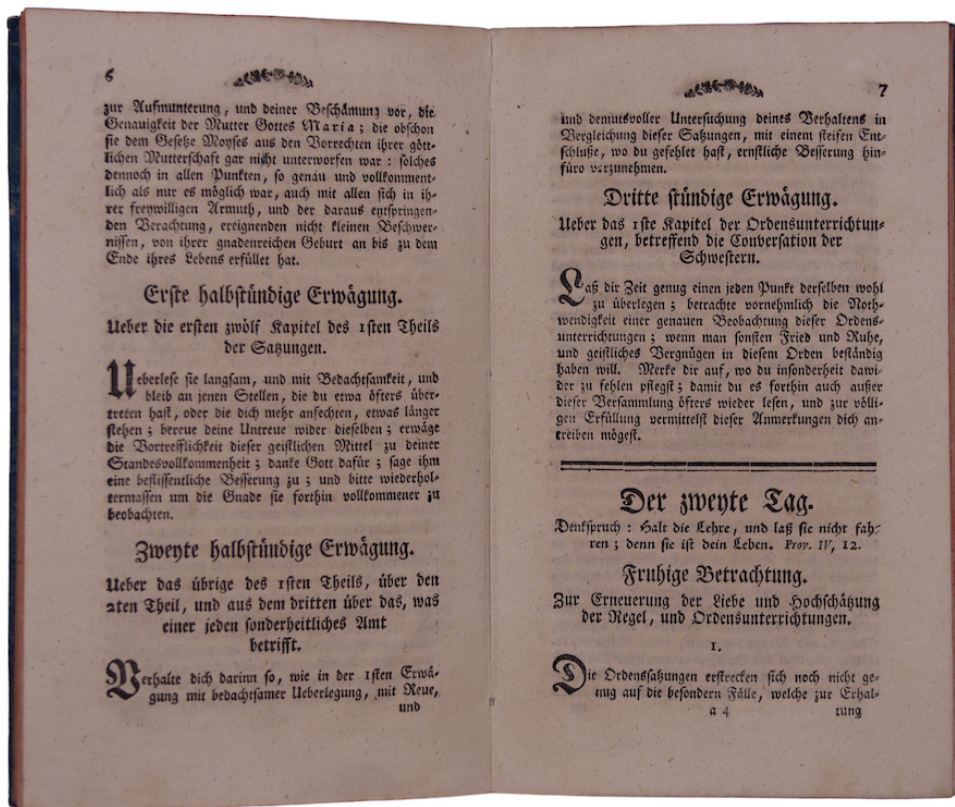 6
zur Aufmunterung, und deiner Beschämung vor, die
Genauigkeit der Mutter Gottes Maria; die obschon
sie dem Gesetze Moyses aus den Vorrechten ihrer gött-
lichen Mutterschaft gar nicht unterworfen war: solches
dennoch in allen Punkten, so genau und vollkomment-
lich als nur es möglich war, auch mit allen sich in ih-
rer freywilligen Armuth, und der daraus entspringen-
den Verachtung, ereignenden nicht kleinen Beschwer-
nissen, von ihrer gnadenreichen Geburt an bis zu dem
Ende ihres Lebens erfüllet hat.
Erste halbstündige Erwägung.
Ueber die ersten zwölf Kapitel des 1sten Theils
der Satzungen.
Ueberlese sie langsam, und mit Bedachtsamkeit, und
bleib an jenen Stellen, die du etwa öfters über-
treten hast, oder die dich mehr anfechten, etwas länger
stehen; bereue deine Untreue wider dieselben; erwäge
die Vortrefflichkeit dieser geistlichen Mittel zu deiner
Standesvollkommenheit; danke Gott dafür; sage ihm
eine beflissentliche Besserung zu; und bitte wiederhol-
termassen um die Gnade sie forthin vollkommener zu
beobachten.
Zweyte halbstündige Erwägung.
Ueber das übrige des 1sten Theils, über den
2ten Theil, und aus dem dritten über das, was
einer jeden sonderheitliches Amt
betrifft.
Verhalte dich darinn so, wie in der 1sten Erwä-
gung mit bedachtsamer Ueberlegung, mit Reue,
und
7
und demutsvoller Untersuchung deines Verhaltens in
Vergleichung dieser Satzungen, mit einem steifen Ent-
schluße, wo du gefehlet hast, ernstliche Besserung hin-
füro vorzunehmen.
Dritte stündige Erwägung.
Ueber das 1ste Kapitel der Ordensunterrichtun-
gen, betreffend die Conversation der
Schwestern.
Laß dir Zeit genug einen jeden Punkt derselben wohl
zu überlegen; betrachte vornehmlich die Noth-
wendigkeit einer genauen Beobachtung dieser Ordens-
unterrichtungen; wenn man sonsten Fried und Ruhe,
und geistliches Vergnügen in diesem Orden beständig
haben will. Merke dir auf, wo du insonderheit dawi-
der zu fehlen pflegst; damit du es forthin auch außer
dieser Versammlung öfters wieder lesen, und zur völli-
gen Erfüllung vermittelst dieser Anmerkungen dich an-
treiben mögest.
Der zweyte Tag.
Denkspruch: Halt die Lehre, und laß sie nicht fah-
ren; denn sie ist dein Leben. Prov. IV, 12.
Fruhige Betrachtung.
Zur Erneuerung der Liebe und Hochschätzung
der Regel, und Ordensunterrichtungen.
1.
Die Ordenssatzungen erstrecken sich noch nicht ge-
nug auf die besondern Fälle, welche zur Erhal-
a 4 tung